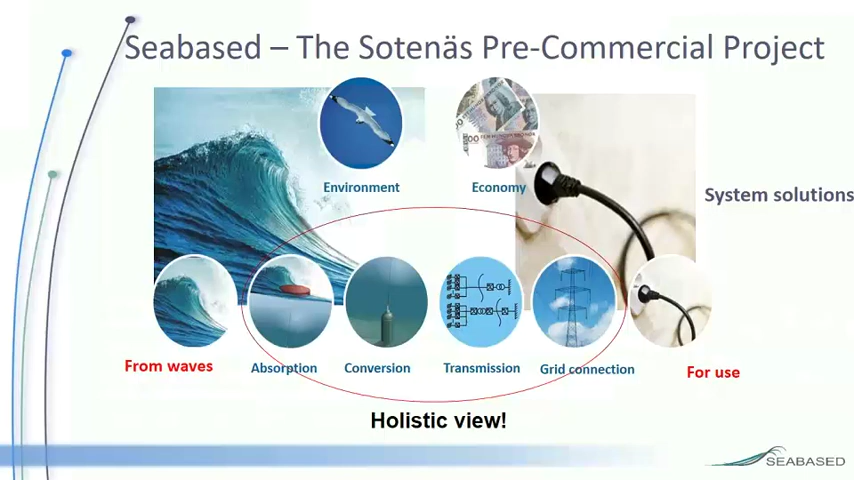 Seabased – The Sotenäs Pre-Commercial Project
Environment
Economy
System solutions
From waves
Absorption
Conversion
Transmission
Grid connection
For use
Holistic view!
SEABASED